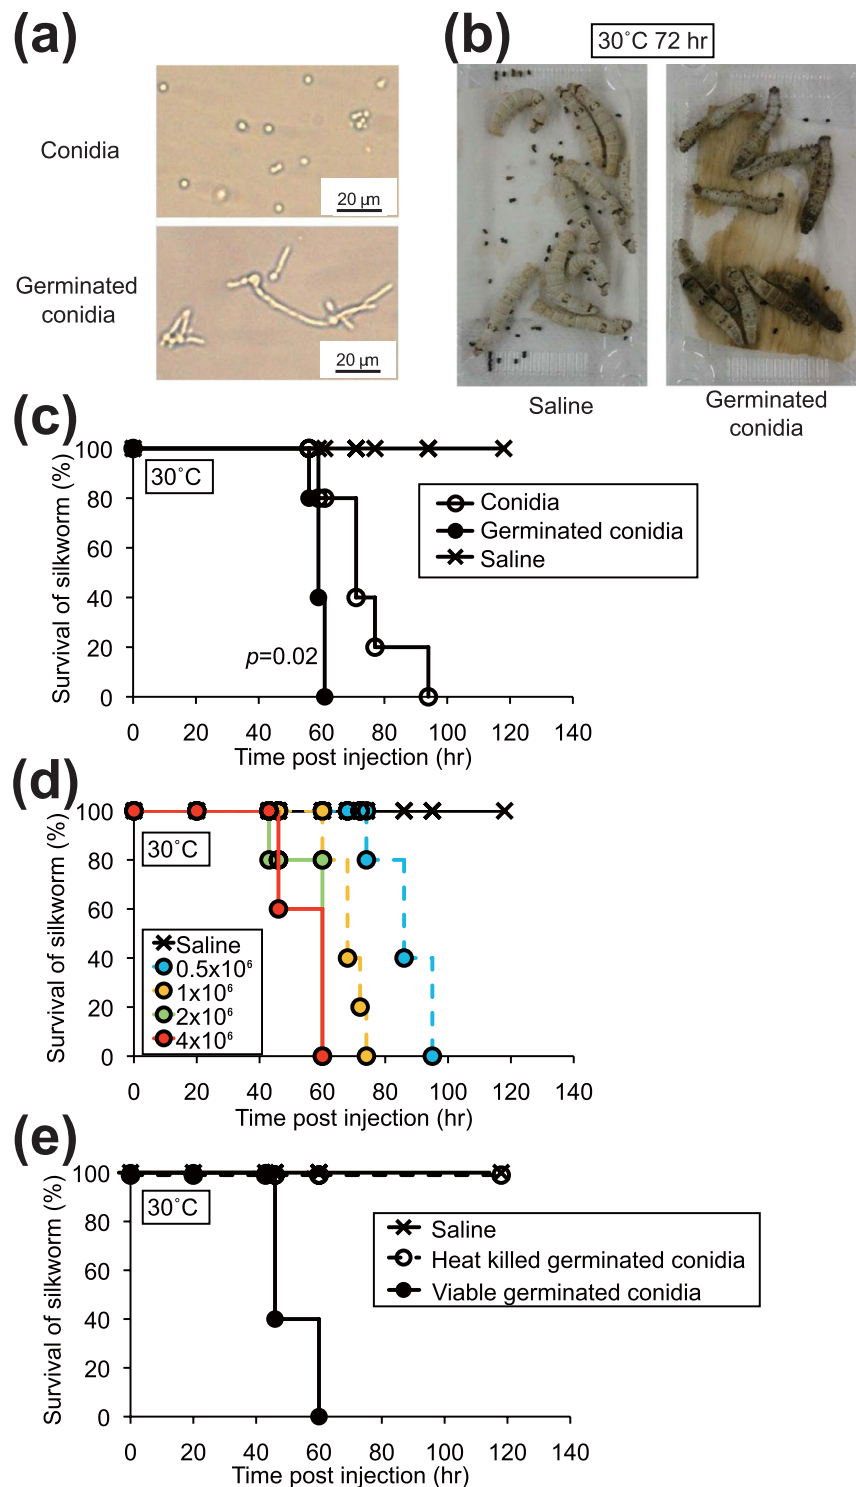 (a)
Conidia
20 µm
Germinated
conidia
20 µm
(b)
30˚C 72 hr
Saline
Germinated
conidia
(c)
Survival of silkworm (%)
100
80
60
40
20
0
30˚C
Conidia
Germinated conidia
Saline
p=0.02
0 20 40 60 80 100 120 140
Time post injection (hr)
(d)
Survival of silkworm (%)
100
80
60
40
20
0
30˚C
Saline
0.5x10⁶
1x10⁶
2x10⁶
4x10⁶
0 20 40 60 80 100 120 140
Time post injection (hr)
(e)
Survival of silkworm (%)
100
80
60
40
20
0
30˚C
Saline
Heat killed germinated conidia
Viable germinated conidia
0 20 40 60 80 100 120 140
Time post injection (hr)